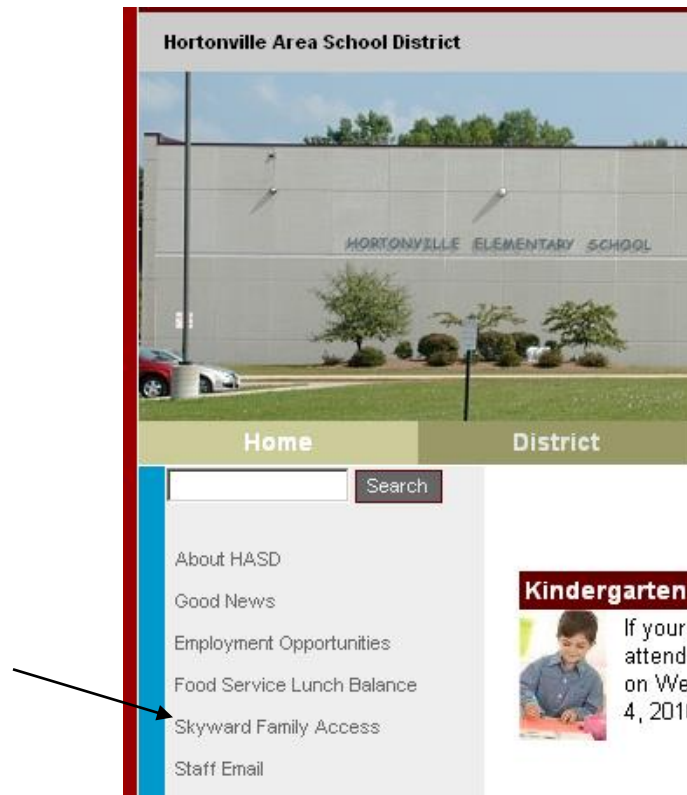 Hortonville Area School District
HORTONVILLE ELEMENTARY SCHOOL
Home District
Search
About HASD
Good News
Employment Opportunities
Food Service Lunch Balance
Skyward Family Access
Staff Email
Kindergarten
If your
attend
on We
4, 201